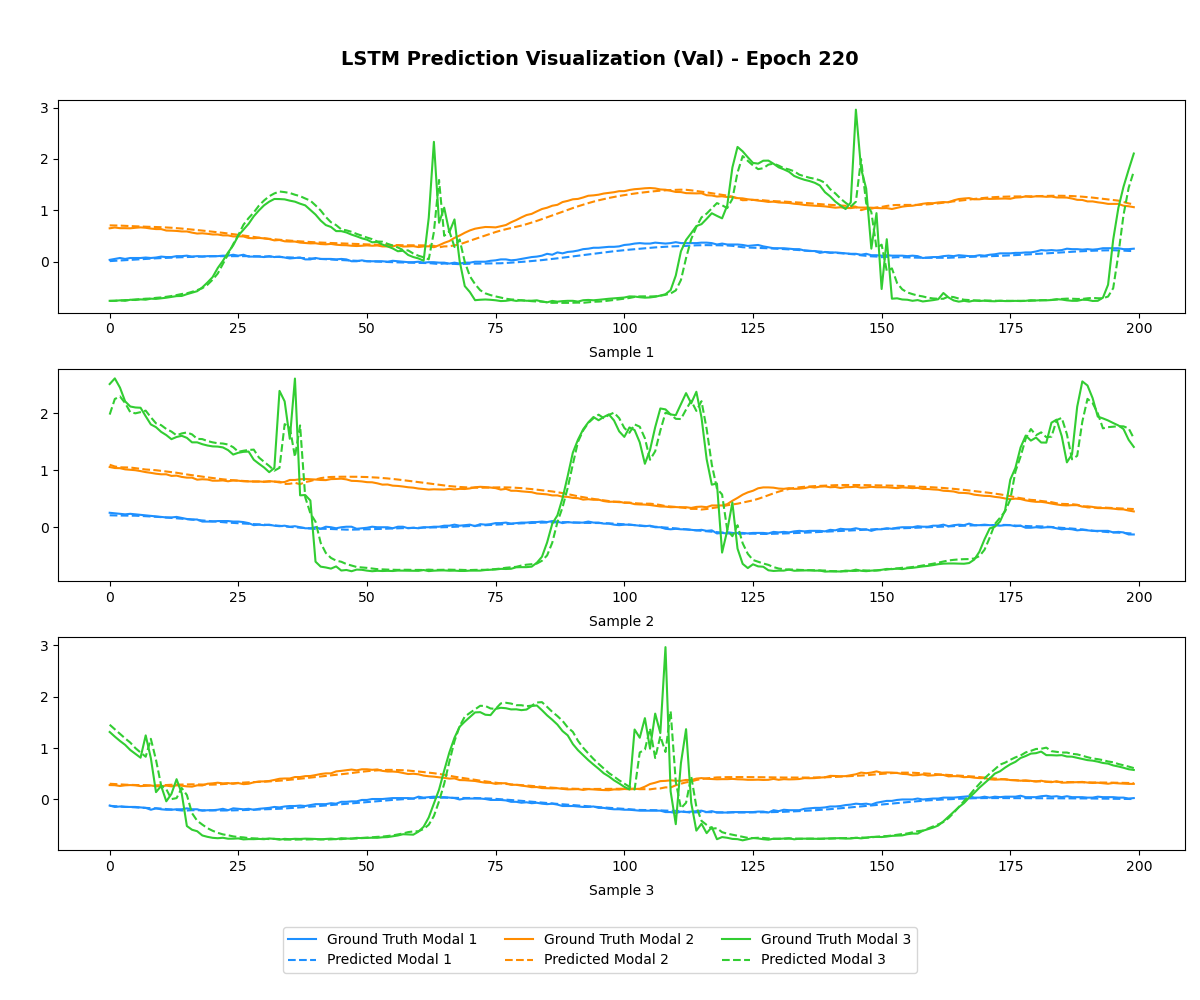 LSTM Prediction Visualization (Val) - Epoch 220
3
2
1
0
0 25 50 75 100 125 150 175 200
Sample 1
2
1
0
0 25 50 75 100 125 150 175 200
Sample 2
3
2
1
0
0 25 50 75 100 125 150 175 200
Sample 3
Ground Truth Modal 1 Ground Truth Modal 2 Ground Truth Modal 3
Predicted Modal 1 Predicted Modal 2 Predicted Modal 3